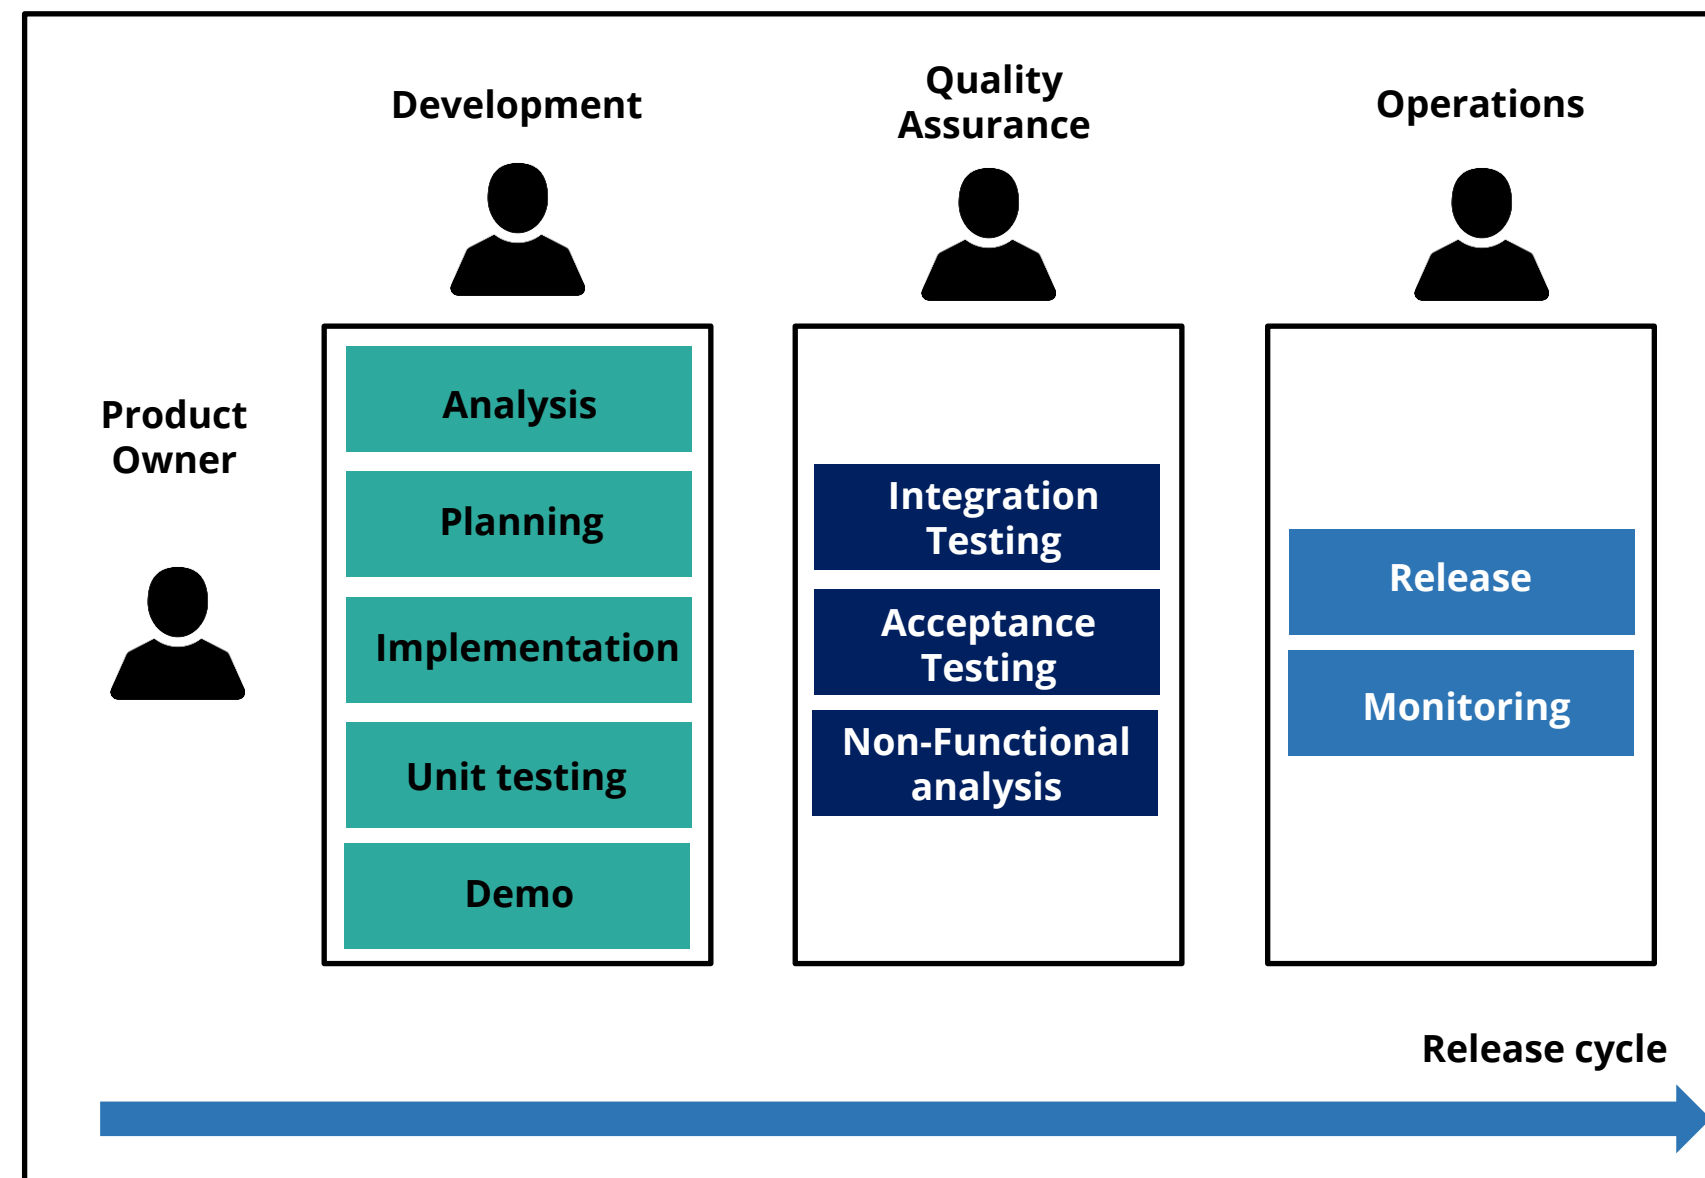 Development
Quality
Assurance
Operations
Product
Owner
Analysis
Planning
Implementation
Unit testing
Demo
Integration
Testing
Acceptance
Testing
Non-Functional
analysis
Release
Monitoring
Release cycle